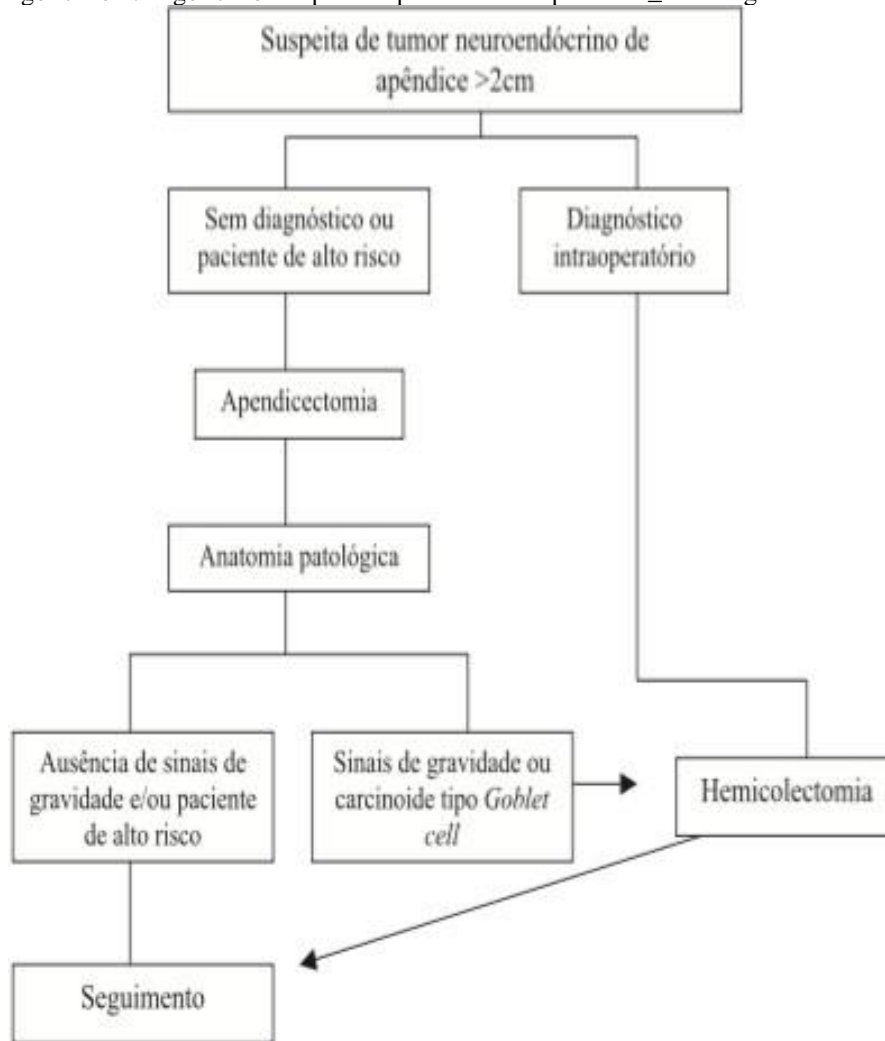 Suspeita de tumor neuroendócrino de
apêndice >2cm
Sem diagnóstico ou
paciente de alto risco
Diagnóstico
intraoperatório
Apendicectomia
Anatomia patológica
Ausência de sinais de
gravidade e/ou paciente
de alto risco
Sinais de gravidade ou
carcinoide tipo Goblet
cell
Hemicolectomia
Seguimento